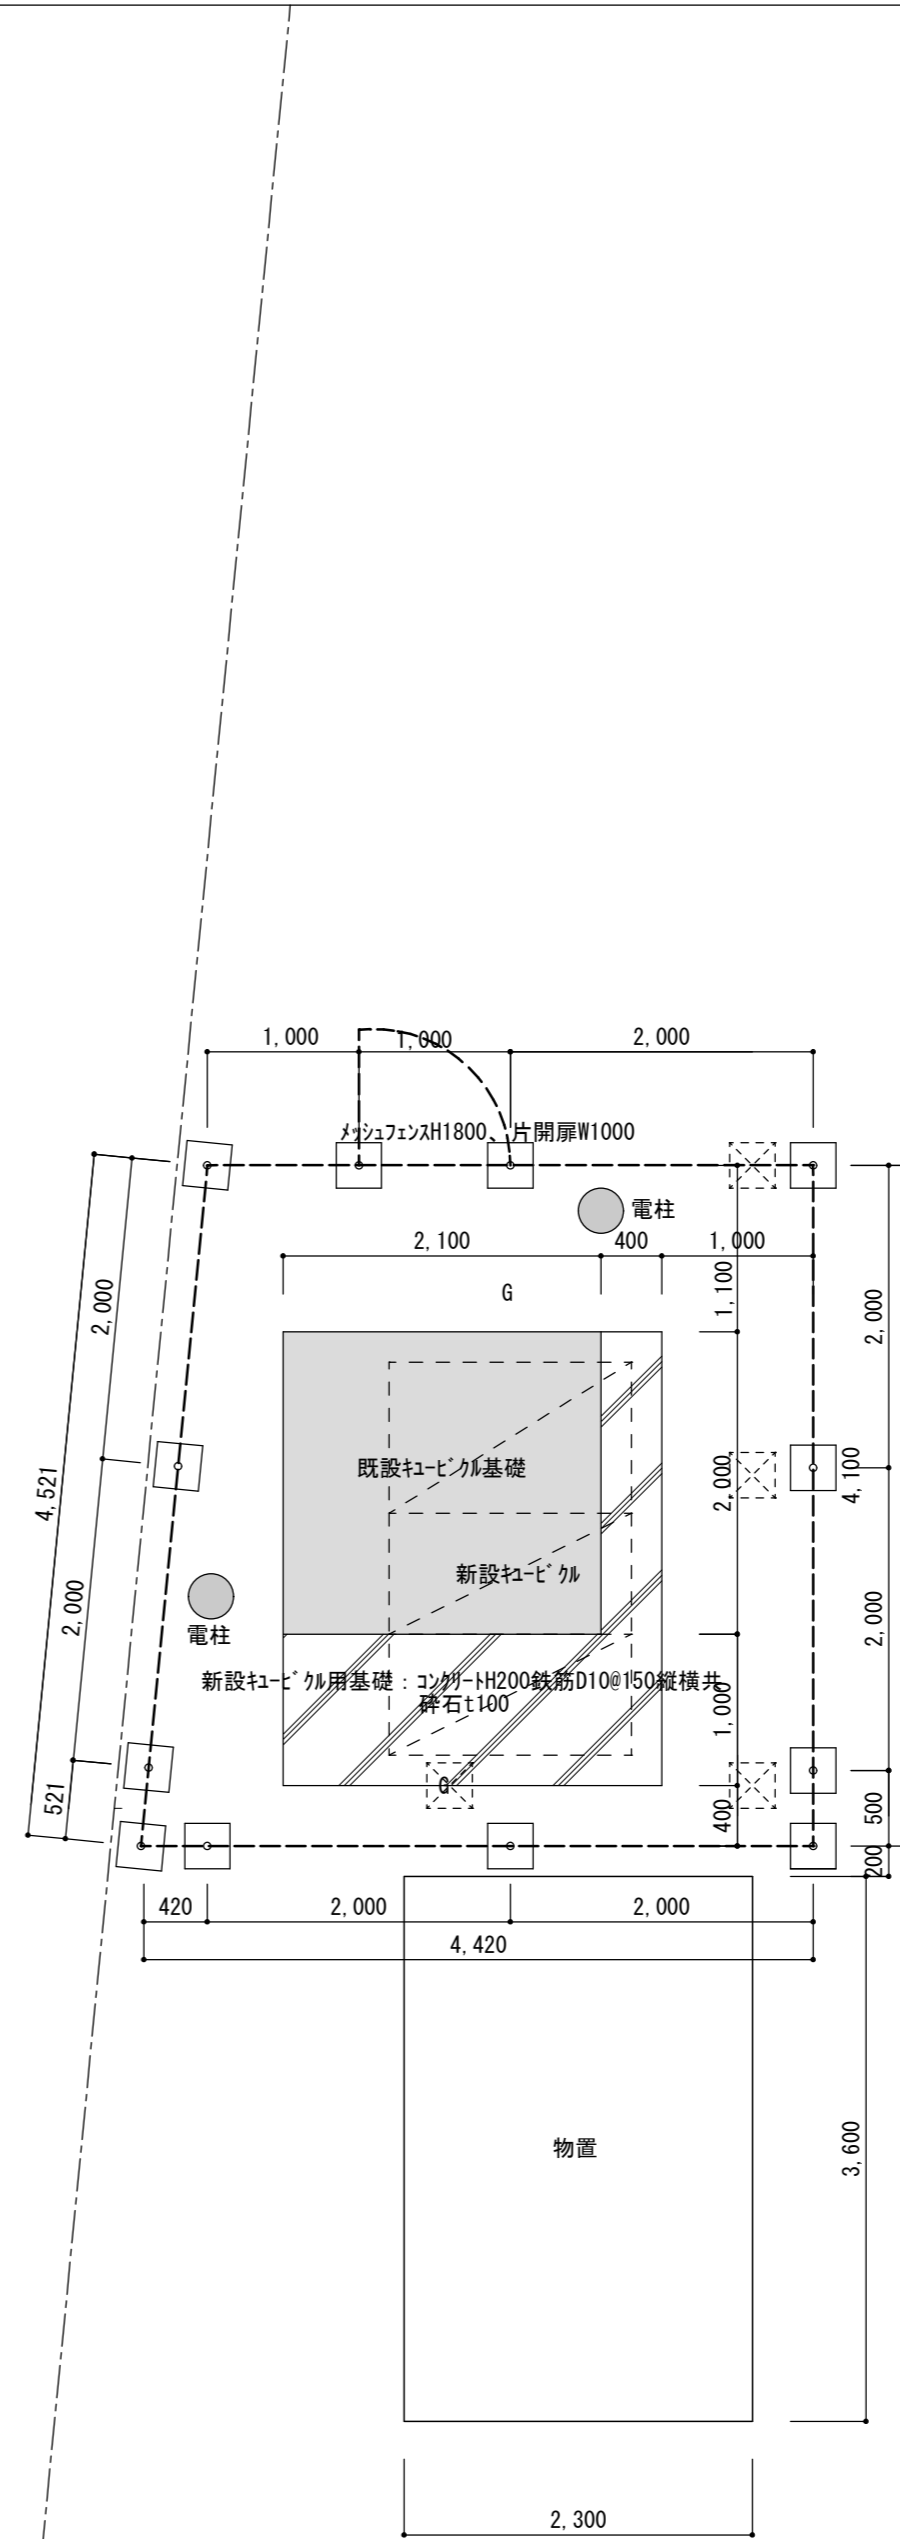 1,000
1,000
2,000
メッシュフェンスH1800、片開扉W1000
電柱
2,100
400
1,000
G
1,100
2,000
2,000
4,521
既設キュービクル基礎
2,000
4,100
新設キュービクル
2,000
電柱
2,000
新設キュービクル用基礎：コンクリートH200鉄筋D10@150縦横共
砕石t100
1,000
G
521
400
500
200
420
2,000
2,000
4,420
物置
3,600
2,300